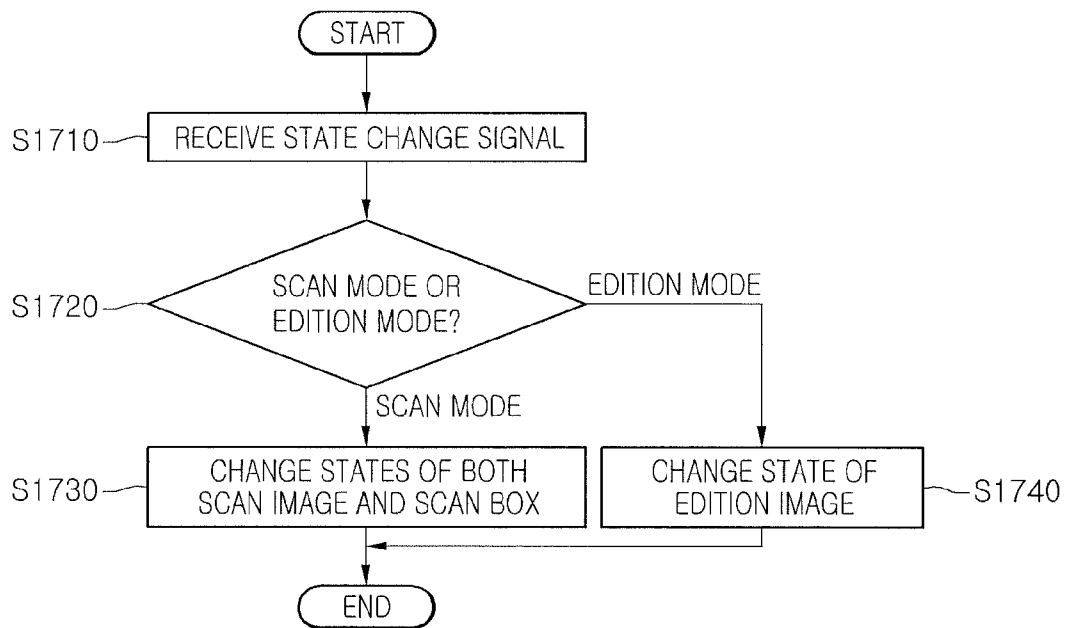 START
S1710
RECEIVE STATE CHANGE SIGNAL
S1720
SCAN MODE OR
EDITION MODE?
EDITION MODE
SCAN MODE
S1730
CHANGE STATES OF BOTH
SCAN IMAGE AND SCAN BOX
CHANGE STATE OF
EDITION IMAGE
S1740
END